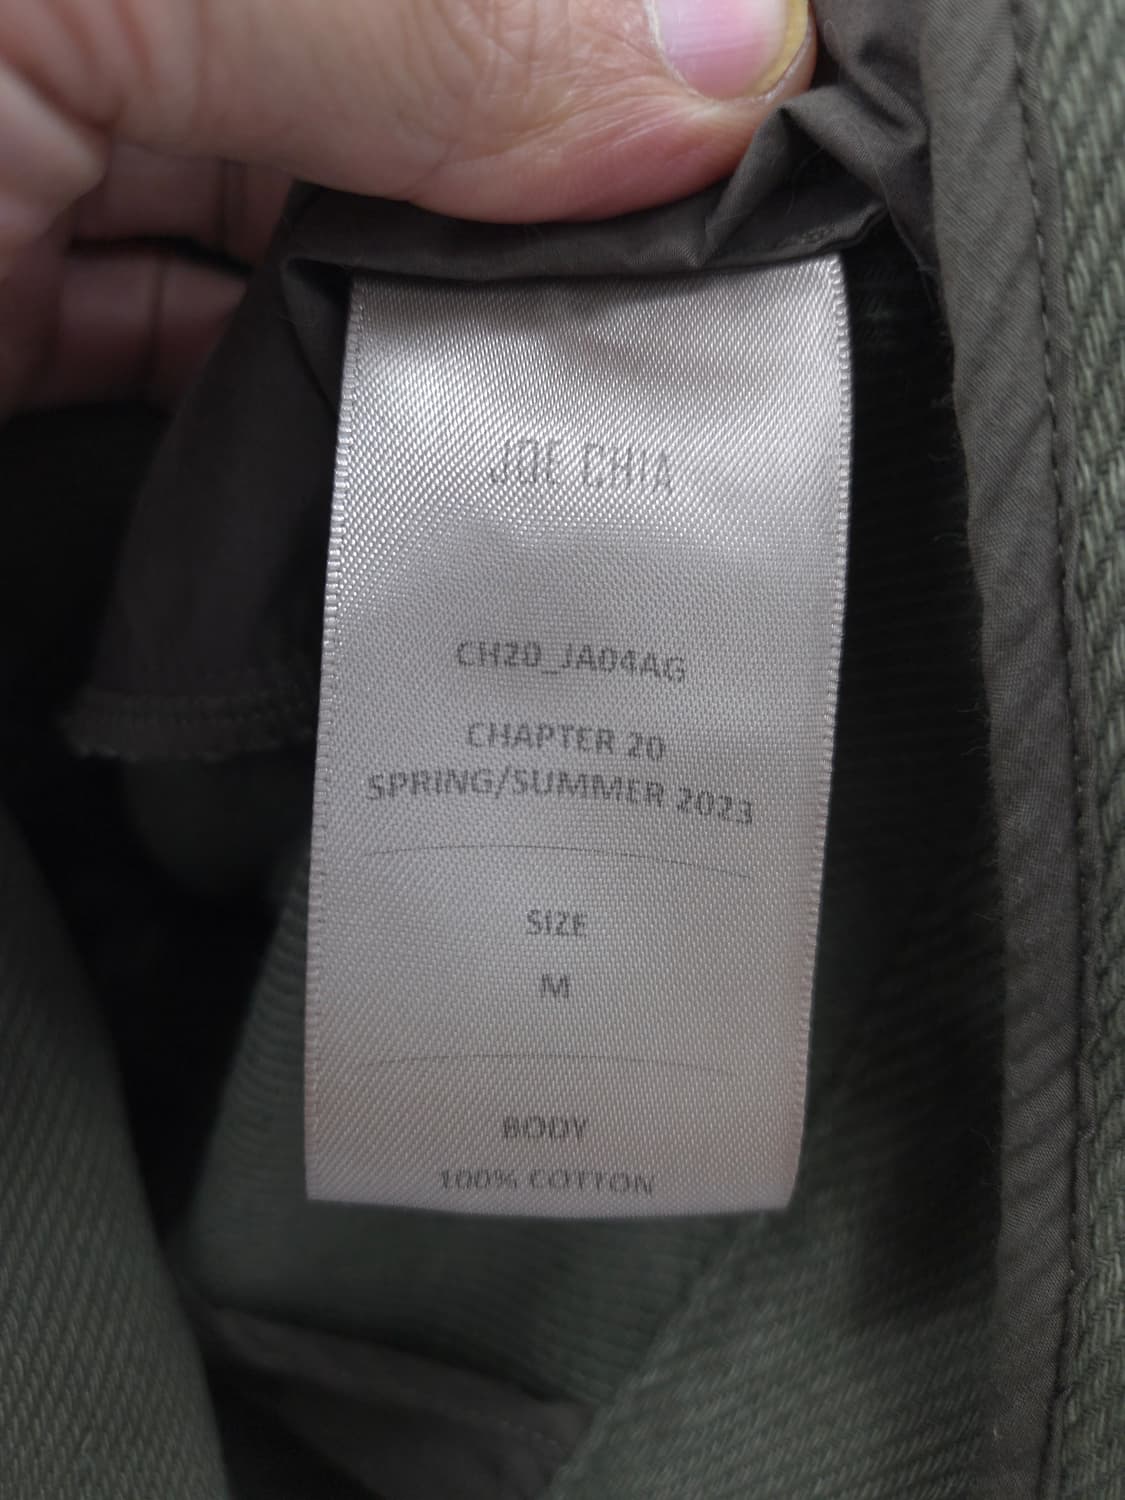 JOE CHIA
CH20_JA04AG
CHAPTER 20
SPRING/SUMMER 2023
SIZE
M
BODY
100% COTTON